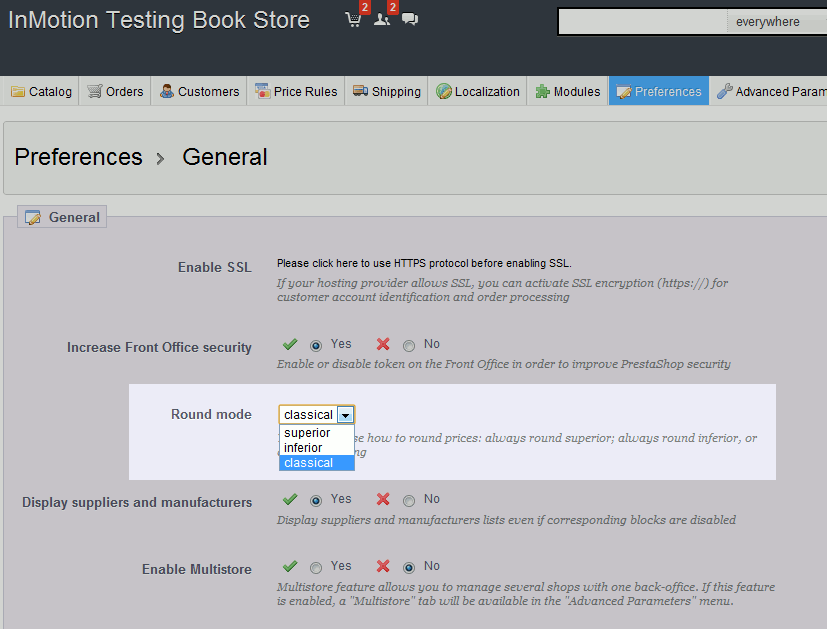 InMotion Testing Book Store
2
2
everywhere
Catalog
Orders
Customers
Price Rules
Shipping
Localization
Modules
Preferences
Advanced Param
Preferences > General
General
Enable SSL
Please click here to use HTTPS protocol before enabling SSL.
If your hosting provider allows SSL, you can activate SSL encryption (https://) for
customer account identification and order processing
Increase Front Office security
Yes
No
Enable or disable token on the Front Office in order to improve PrestaShop security
Round mode
classical
superior
inferior
classical
how to round prices: always round superior; always round inferior, or
Display suppliers and manufacturers
Yes
No
Display suppliers and manufacturers lists even if corresponding blocks are disabled
Enable Multistore
Yes
No
Multistore feature allows you to manage several shops with one back-office. If this feature
is enabled, a "Multistore" tab will be available in the "Advanced Parameters" menu.